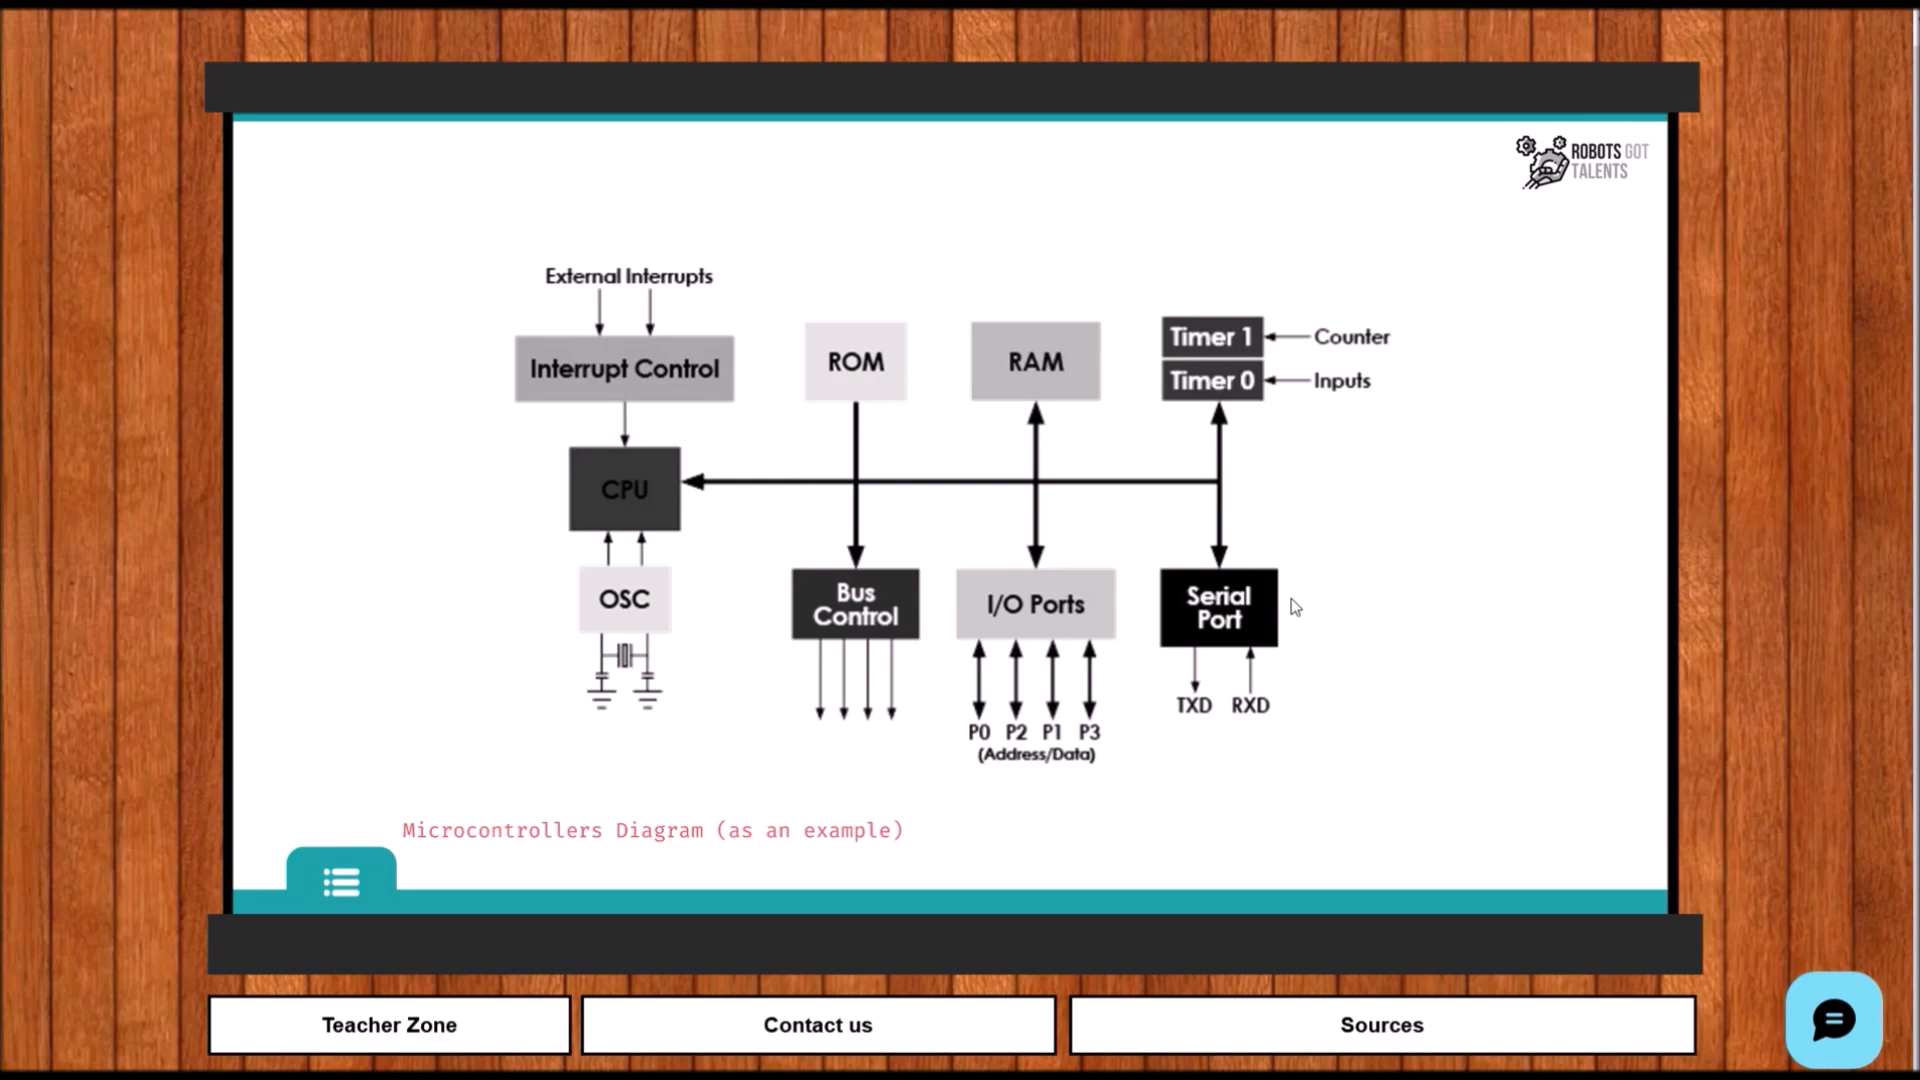 ROBOTS GOT
TALENTS
External Interrupts
Interrupt Control
ROM
RAM
Timer 1
Counter
Timer 0
Inputs
CPU
OSC
Bus
Control
I/O Ports
Serial
Port
TXD RXD
P0 P2 P1 P3
(Address/Data)
Microcontrollers Diagram (as an example)
Teacher Zone
Contact us
Sources